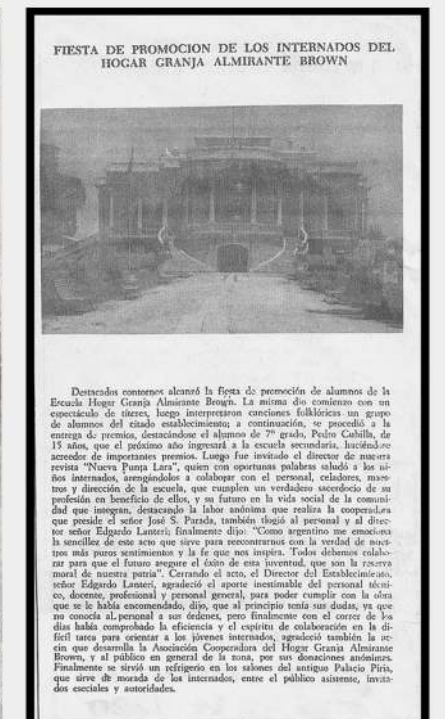 FIESTA DE PROMOCION DE LOS INTERNADOS DEL
HOGAR GRANJA ALMIRANTE BROWN
Destacados contornos alcanzó la fiesta de promoción de alumnos de la
Escuela Hogar Granja Almirante Brown. La misma dio comienzo con un
espectáculo de títeres, luego interpretaron canciones folklóricas un grupo
de alumnos del citado establecimiento; a continuación, se procedió a la
entrega de premios, destacándose el alumno de 7º grado, Pedro Cubilla, de
15 años, que el próximo año ingresará a la escuela secundaria, haciéndose
acreedor de importantes premios. Luego fue invitado el director de nuestra
revista "Nueva Punta Lara", quien con oportunas palabras saludó a los ni-
ños internados, arengándolos a colaborar con el personal, celadores, maes-
tros y dirección de la escuela, que cumplen un verdadero sacerdocio de su
profesión en beneficio de ellos, y su futuro en la vida social de la comuni-
dad que integran, destacando la labor anónima que realiza la cooperadora
que preside el señor José S. Parada, también elogió al personal y al direc-
tor señor Edgardo Lanteri; finalmente dijo: "Como argentino me emociona
la sencillez de este acto que sirve para reencontrarnos con la verdad de nues-
tros más puros sentimientos y la fe que nos inspira. Todos debemos colabo-
rar para que el futuro asegure el éxito de esta juventud, que son la reserva
moral de nuestra patria". Cerrando el acto, el Director del Establecimiento,
señor Edgardo Lanteri, agradeció el aporte inestimable del personal técni-
co, docente, profesional y personal general, para poder cumplir con la obra
que se le había encomendado, dijo, que al principio tenía sus dudas, ya que
no conocía al personal a sus órdenes, pero finalmente con el correr de los
días había comprobado la eficiencia y el espíritu de colaboración en la di-
fícil tarea para orientar a los jóvenes internados, agradeció también la ac-
cin que desarrolla la Asociación Cooperadora del Hogar Granja Almirante
Brown, y al público en general de la zona, por sus donaciones anónimas.
Finalmente se sirvió un refrigerio en los salones del antiguo Palacio Piria,
que sirve de morada de los internados, entre el público asistente, invita-
dos eseciales y autoridades.